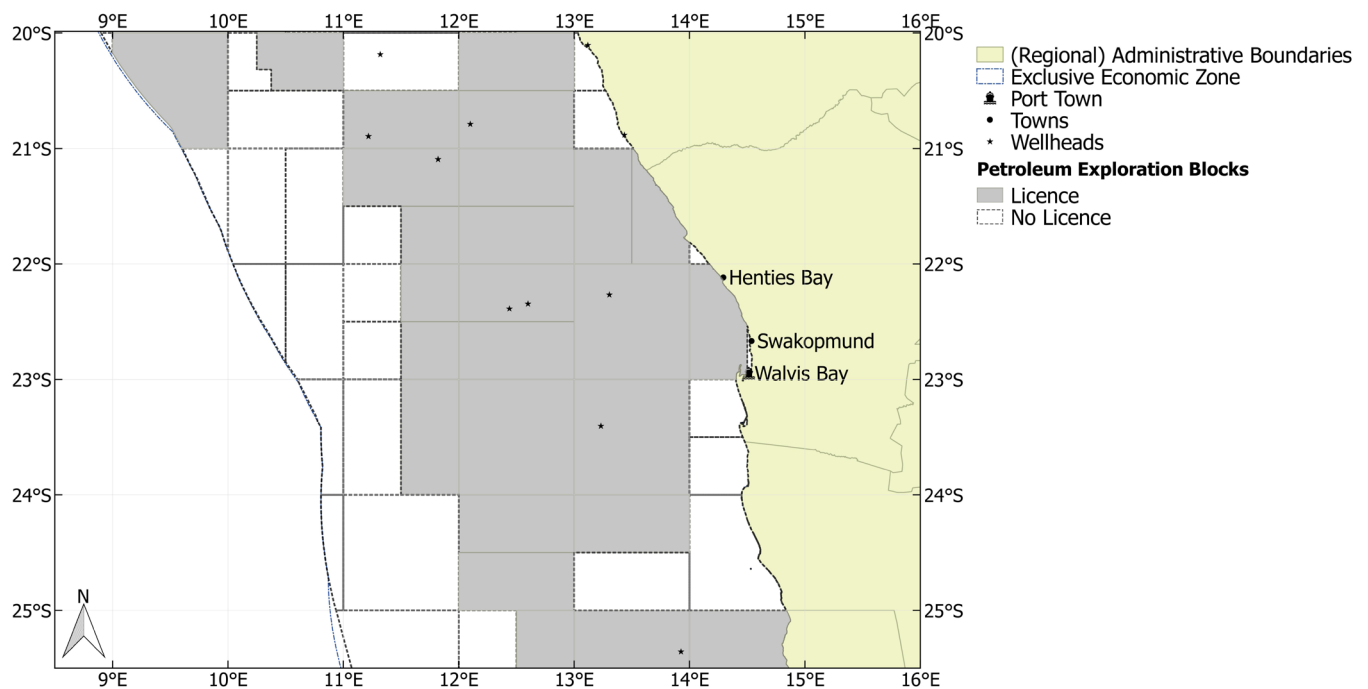 9°E 10°E 11°E 12°E 13°E 14°E 15°E 16°E
20°S 20°S
(Regional) Administrative Boundaries
Exclusive Economic Zone
Port Town
Towns
Wellheads
21°S 21°S
Petroleum Exploration Blocks
Licence
No Licence
22°S 22°S
Henties Bay
Swakopmund
Walvis Bay
23°S 23°S
24°S 24°S
N
25°S 25°S
9°E 10°E 11°E 12°E 13°E 14°E 15°E 16°E